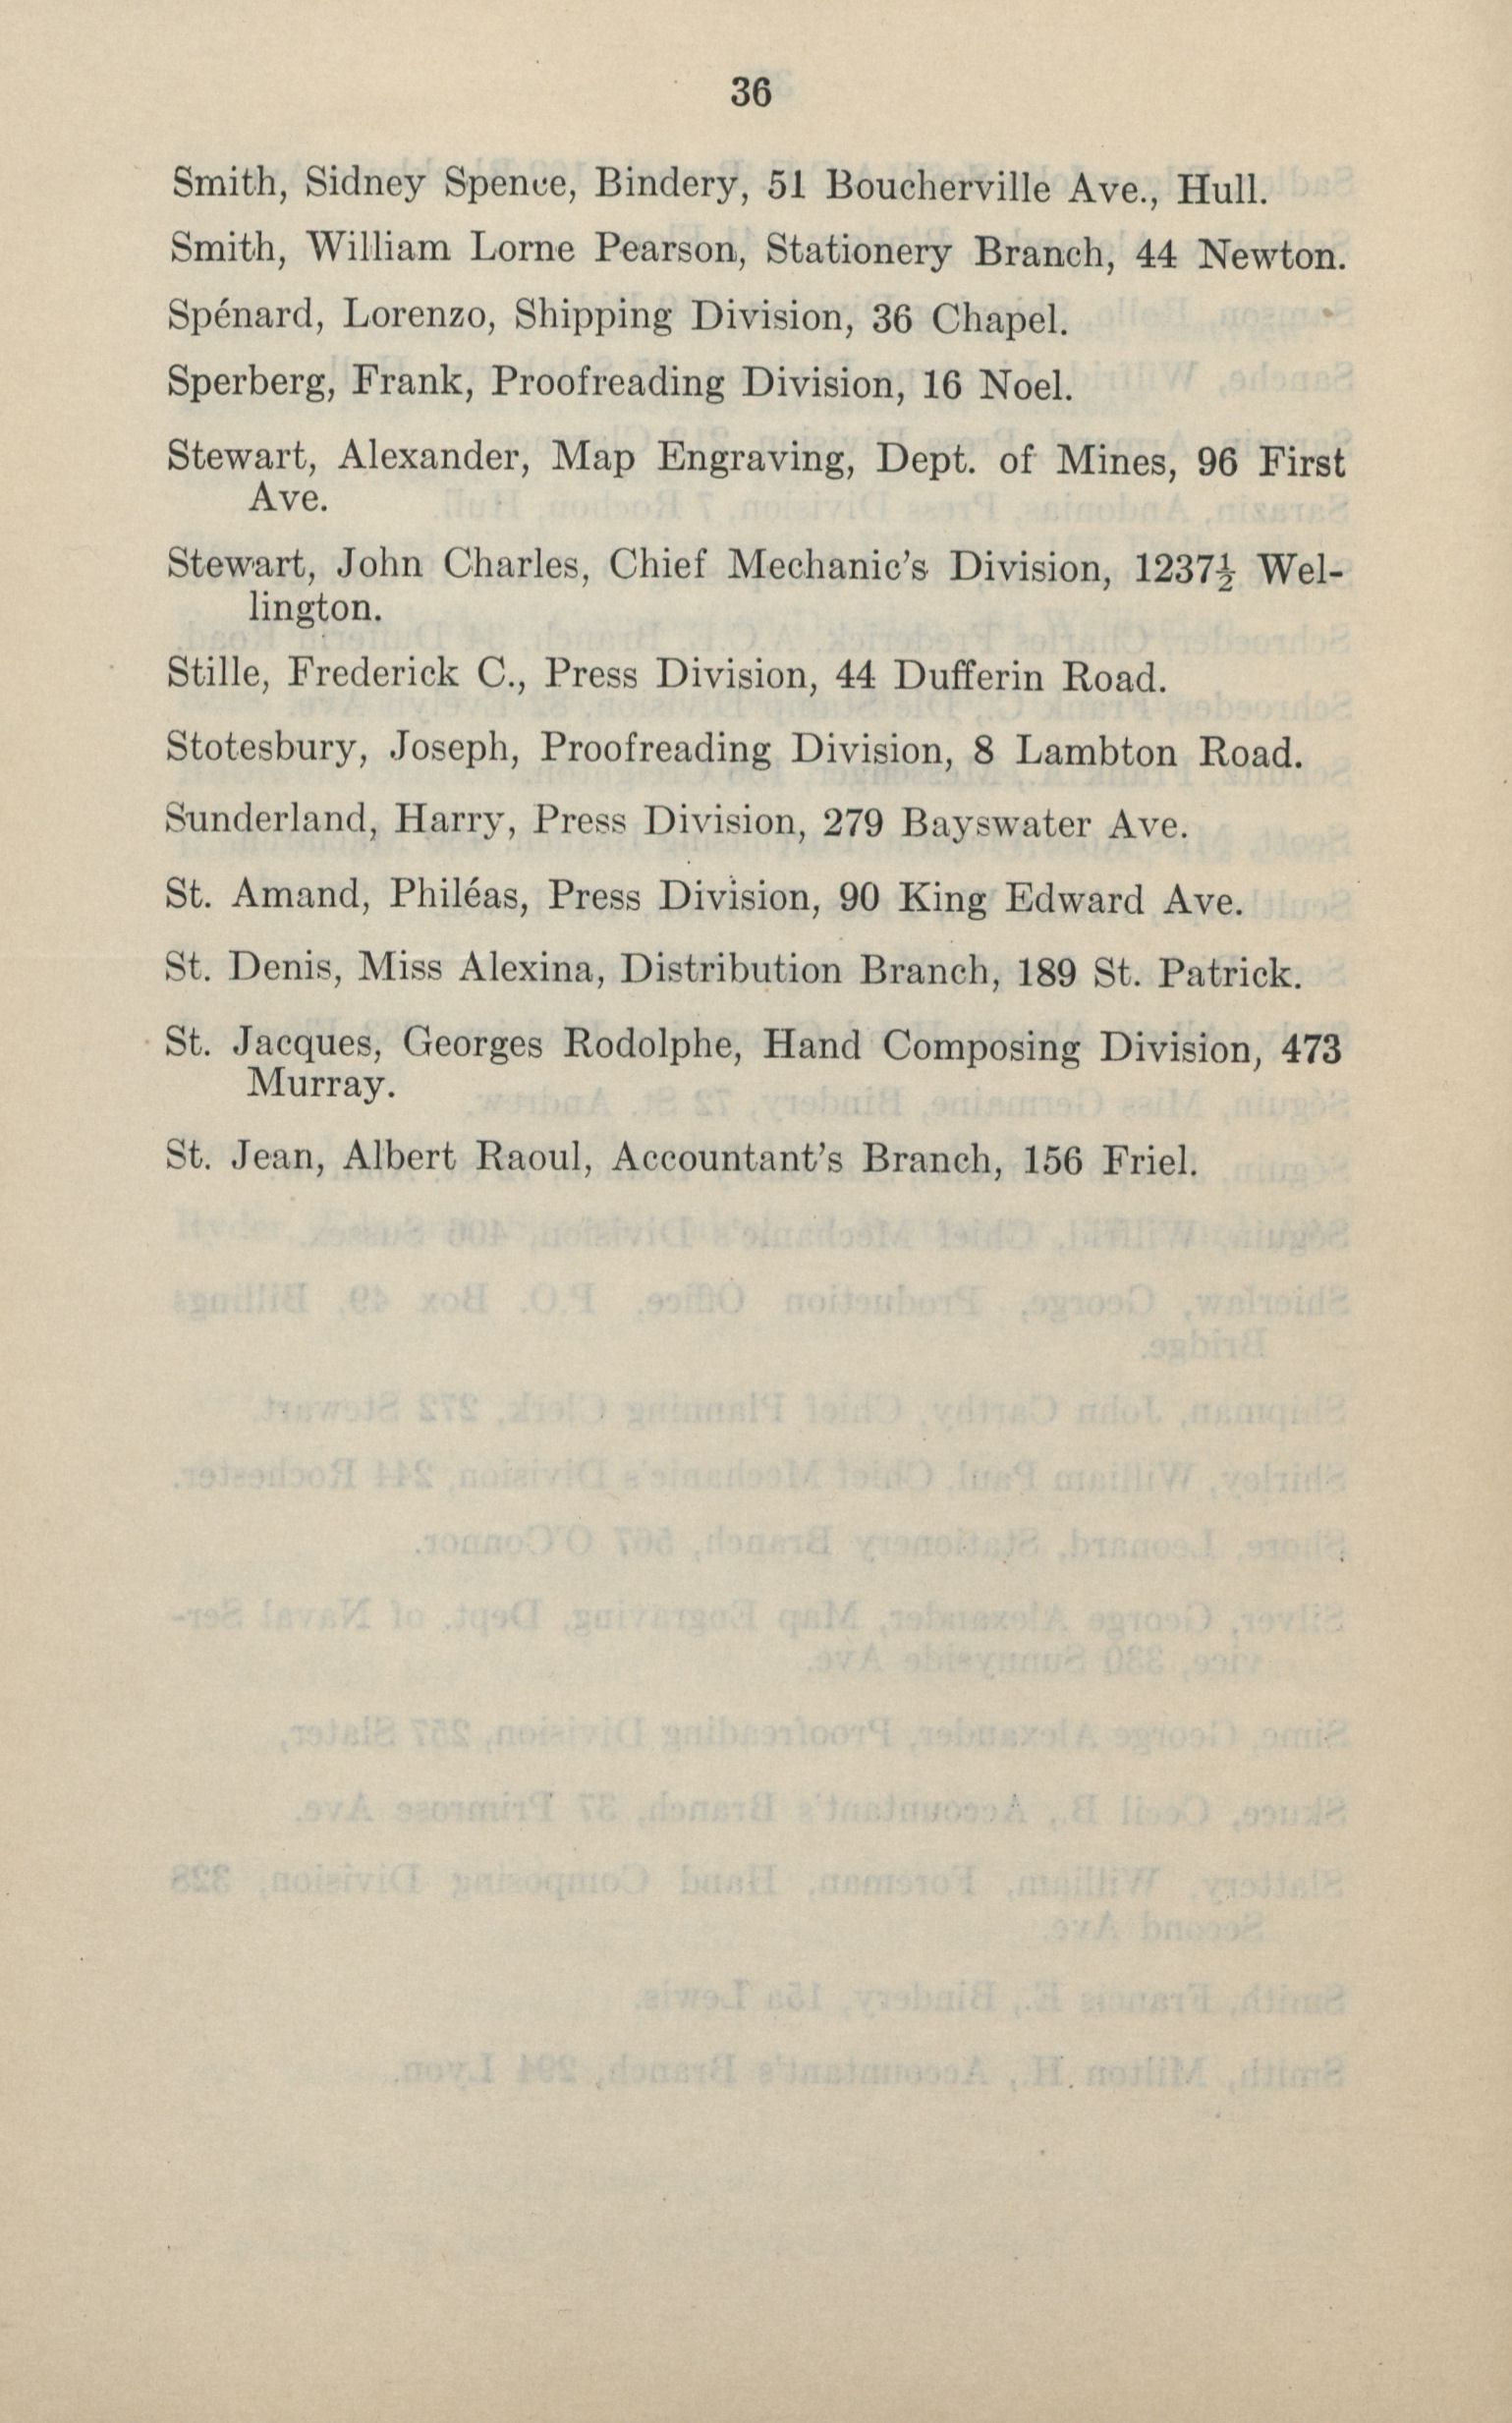 36
Smith, Sidney Spence, Bindery, 51 Boucherville Ave., Hull.
Smith, William Lorne Pearson, Stationery Branch, 44 Newton.
Spénard, Lorenzo, Shipping Division, 36 Chapel.
Sperberg, Frank, Proofreading Division, 16 Noel.
Stewart, Alexander, Map Engraving, Dept. of Mines, 96 First
Ave.
Stewart, John Charles, Chief Mechanic's Division, 1237½ Wel-
lington.
Stille, Frederick C., Press Division, 44 Dufferin Road.
Stotesbury, Joseph, Proofreading Division, 8 Lambton Road.
Sunderland, Harry, Press Division, 279 Bayswater Ave.
St. Amand, Philéas, Press Division, 90 King Edward Ave.
St. Denis, Miss Alexina, Distribution Branch, 189 St. Patrick.
St. Jacques, Georges Rodolphe, Hand Composing Division, 473
Murray.
St. Jean, Albert Raoul, Accountant's Branch, 156 Friel.